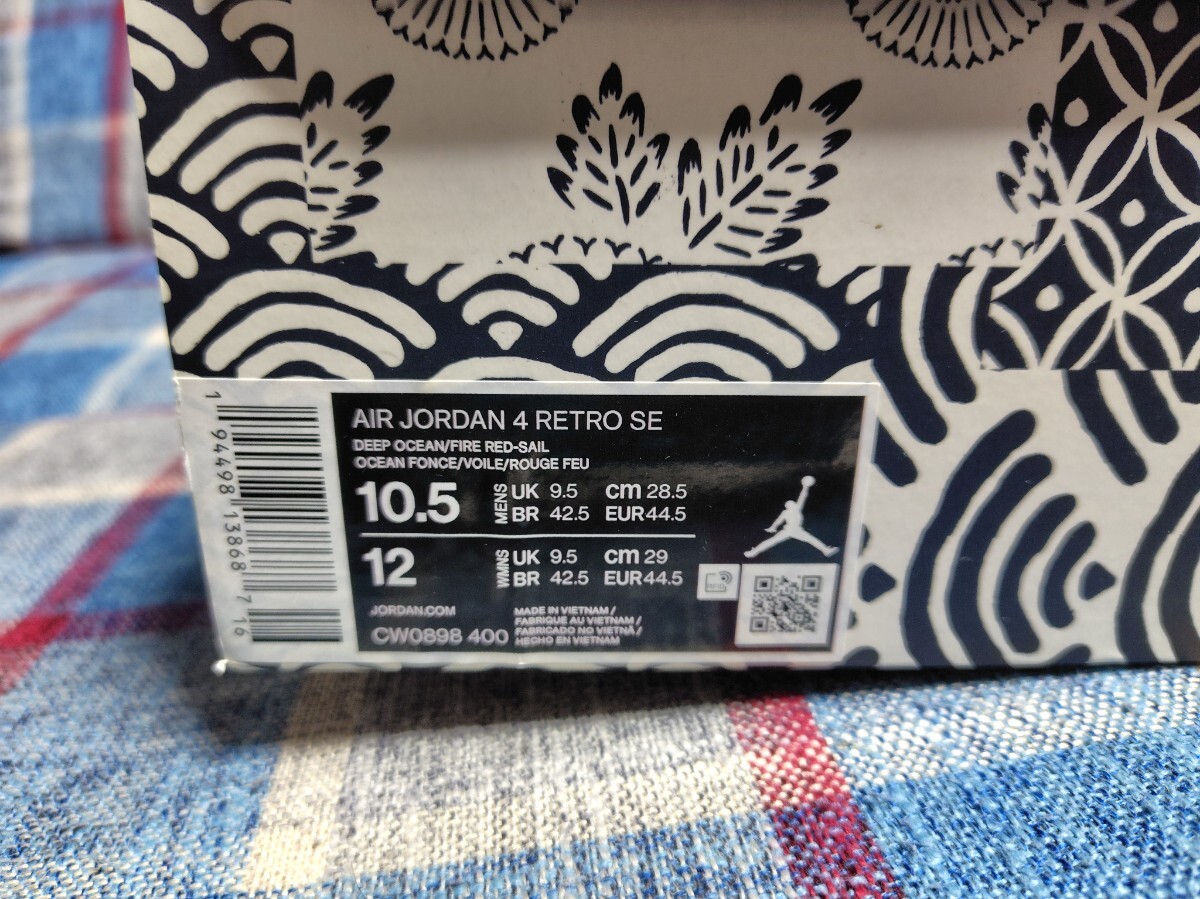 1 94498 13868 7 16
AIR JORDAN 4 RETRO SE
DEEP OCEAN/FIRE RED-SAIL
OCEAN FONCE/VOILE/ROUGE FEU
10.5 MENS UK 9.5 cm 28.5
BR 42.5 EUR 44.5
12 WMNS UK 9.5 cm 29
BR 42.5 EUR 44.5
JORDAN.COM
CW0898 400
MADE IN VIETNAM /
FABRIQUE AU VIETNAM /
FABRICADO NO VIETNÃ /
HECHO EN VIETNAM